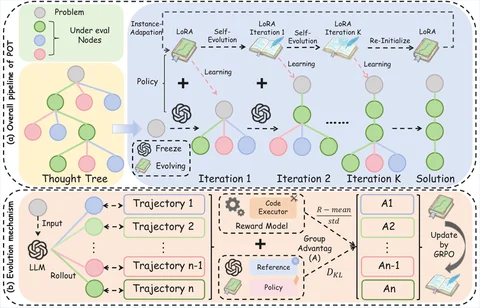 (a) Overall pipeline of POT
Problem
Under eval
Nodes
Thought Tree
Instance-
Adaption
LoRA
Self-
Evolution
LoRA
Iteration 1
Self-
Evolution
LoRA
Iteration K
Re-Initialize
LoRA
Policy
Learning
Learning
Learning
Freeze
Evolving
Iteration 1
Iteration 2
Iteration K
Solution
(b) Evolution mechanism
Input
LLM
Rollout
Trajectory 1
Trajectory 2
Trajectory n-1
Trajectory n
Code
Executor
Reward Model
Group
Advantag
(A)
Reference
Policy
R − mean
std
D_KL
A1
A2
An-1
An
Update
by
GRPO